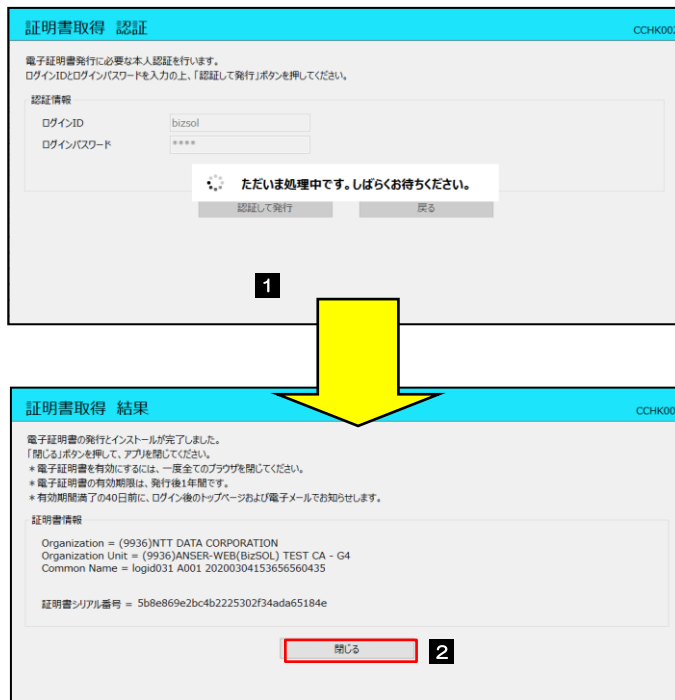 証明書取得 認証
CCHK002
電子証明書発行に必要な本人認証を行います。
ログインIDとログインパスワードを入力の上、「認証して発行」ボタンを押してください。
認証情報
ログインID bizsol
ログインパスワード ****
ただいま処理中です。しばらくお待ちください。
認証して発行 戻る
1
証明書取得 結果
CCHK00
電子証明書の発行とインストールが完了しました。
「閉じる」ボタンを押して、アプリを閉じてください。
*電子証明書を有効にするには、一度全てのブラウザを閉じてください。
*電子証明書の有効期限は、発行後1年間です。
*有効期間満了の40日前に、ログイン後のトップページおよび電子メールでお知らせします。
証明書情報
Organization = (9936)NTT DATA CORPORATION
Organization Unit = (9936)ANSER-WEB(BizSOL) TEST CA - G4
Common Name = logid031 A001 20200304153656560435
証明書シリアル番号 = 5b8e869e2bc4b2225302f34ada65184e
閉じる 2